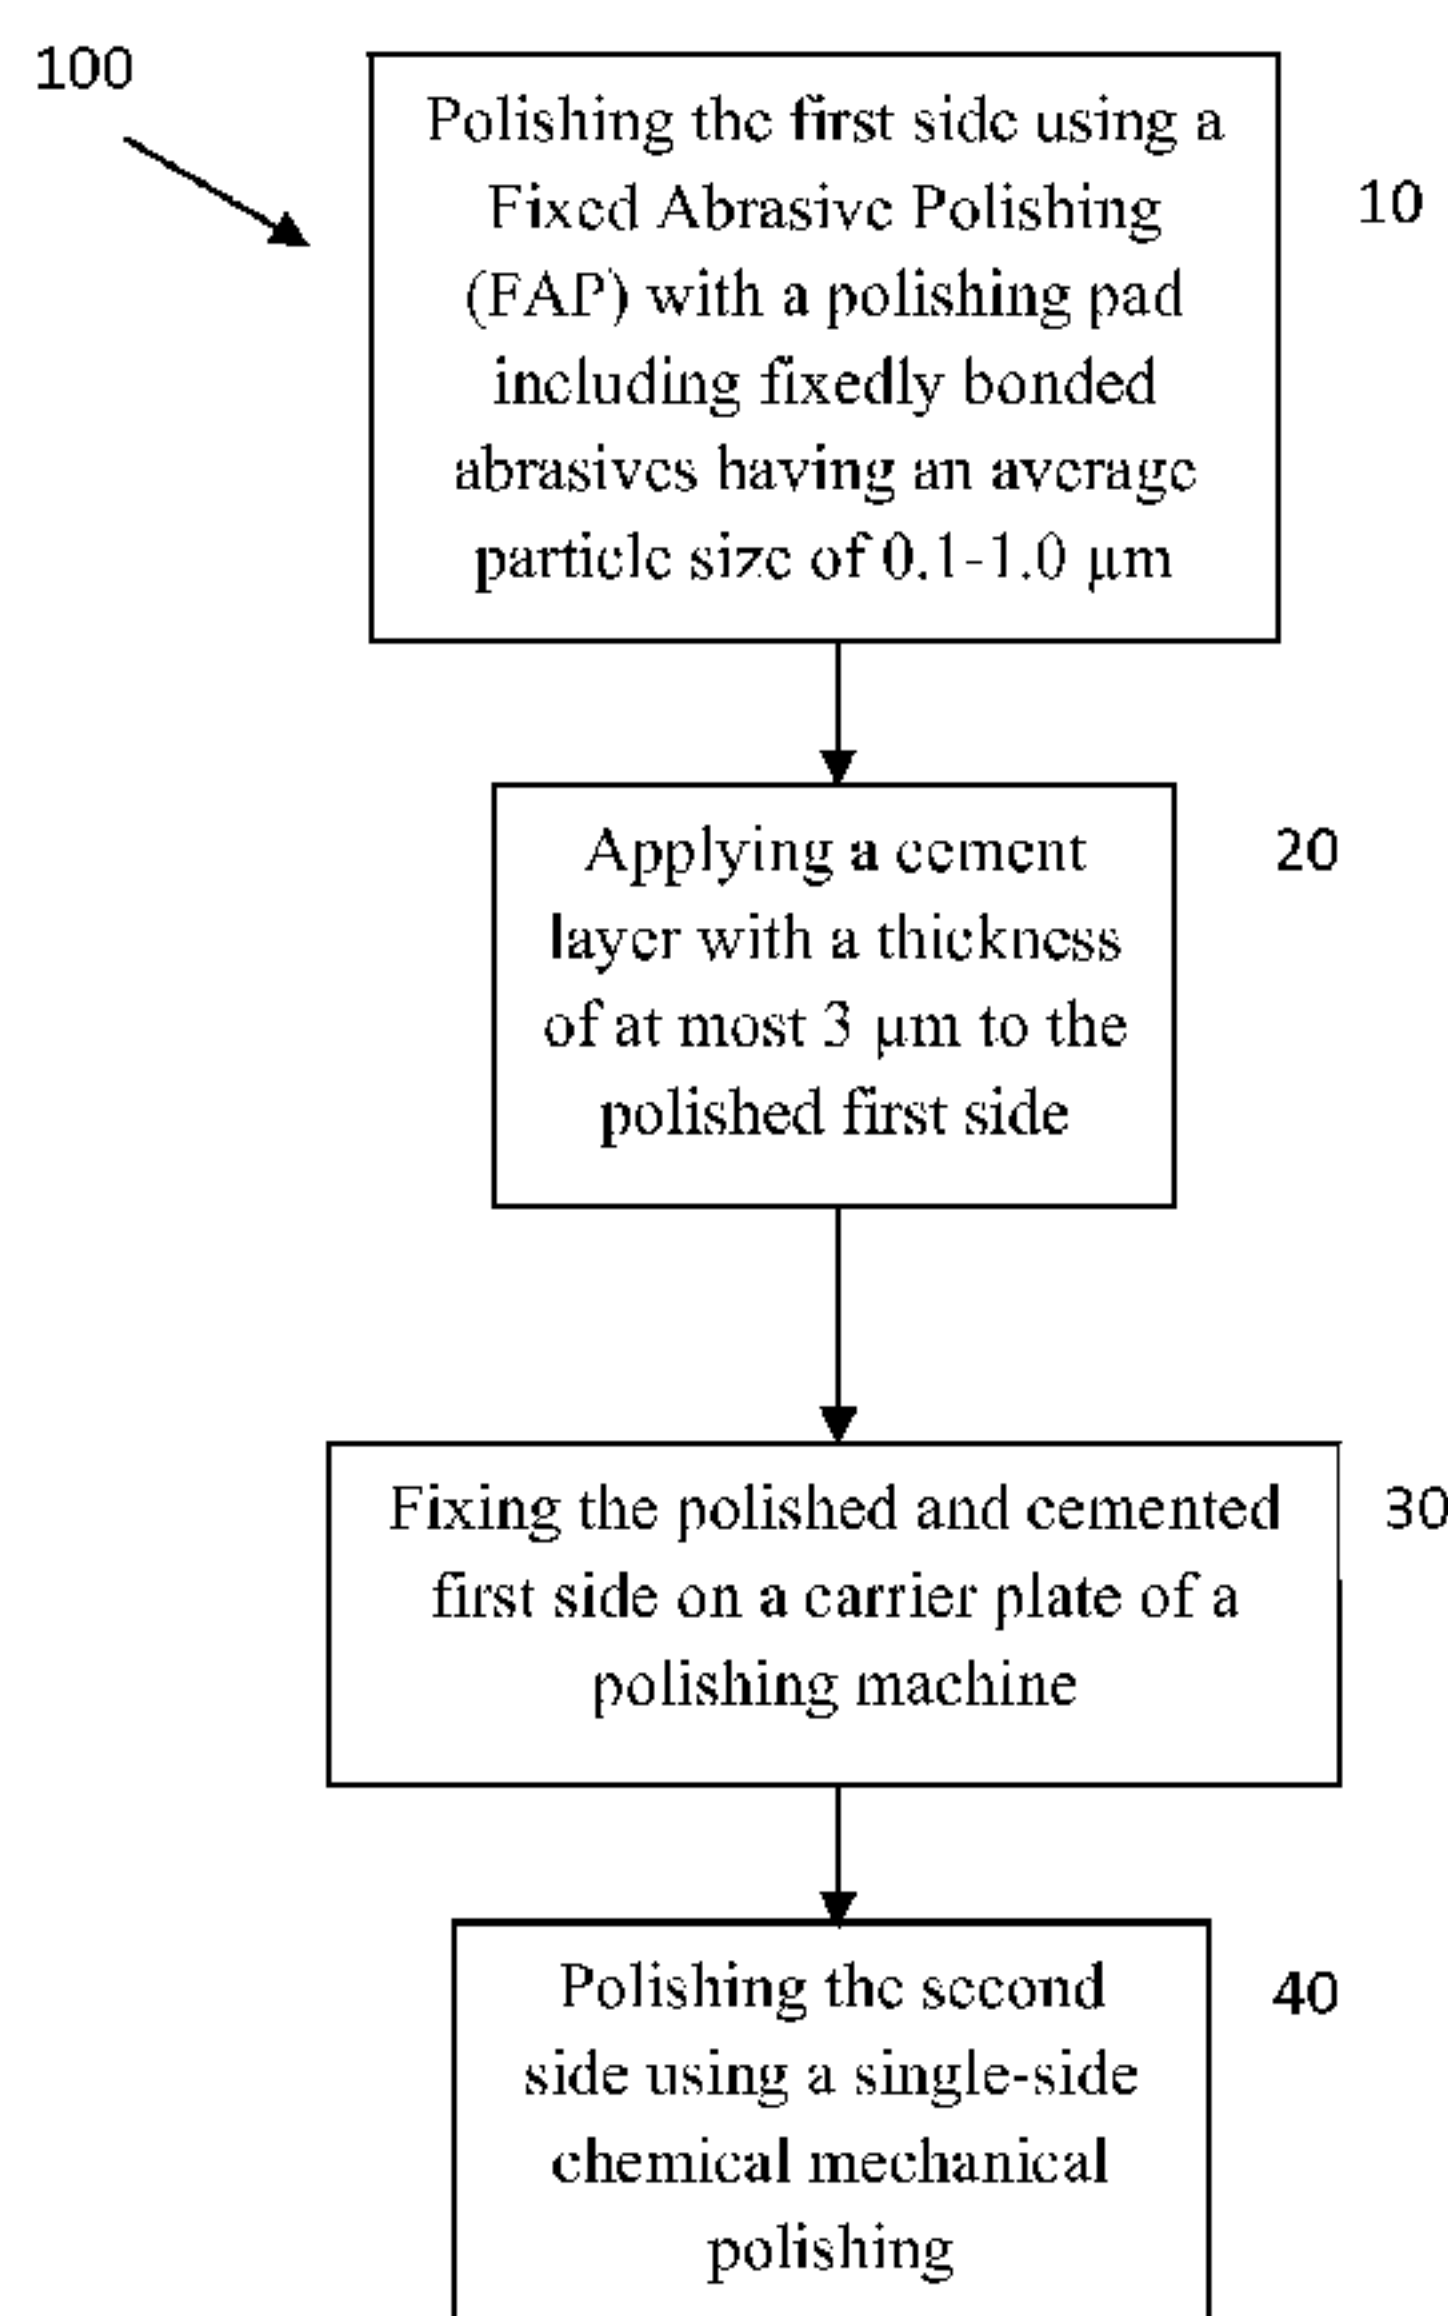 100
Polishing the first side using a
Fixed Abrasive Polishing
(FAP) with a polishing pad
including fixedly bonded
abrasives having an average
particle size of 0.1-1.0 μm
10
Applying a cement
layer with a thickness
of at most 3 μm to the
polished first side
20
Fixing the polished and cemented
first side on a carrier plate of a
polishing machine
30
Polishing the second
side using a single-side
chemical mechanical
polishing
40